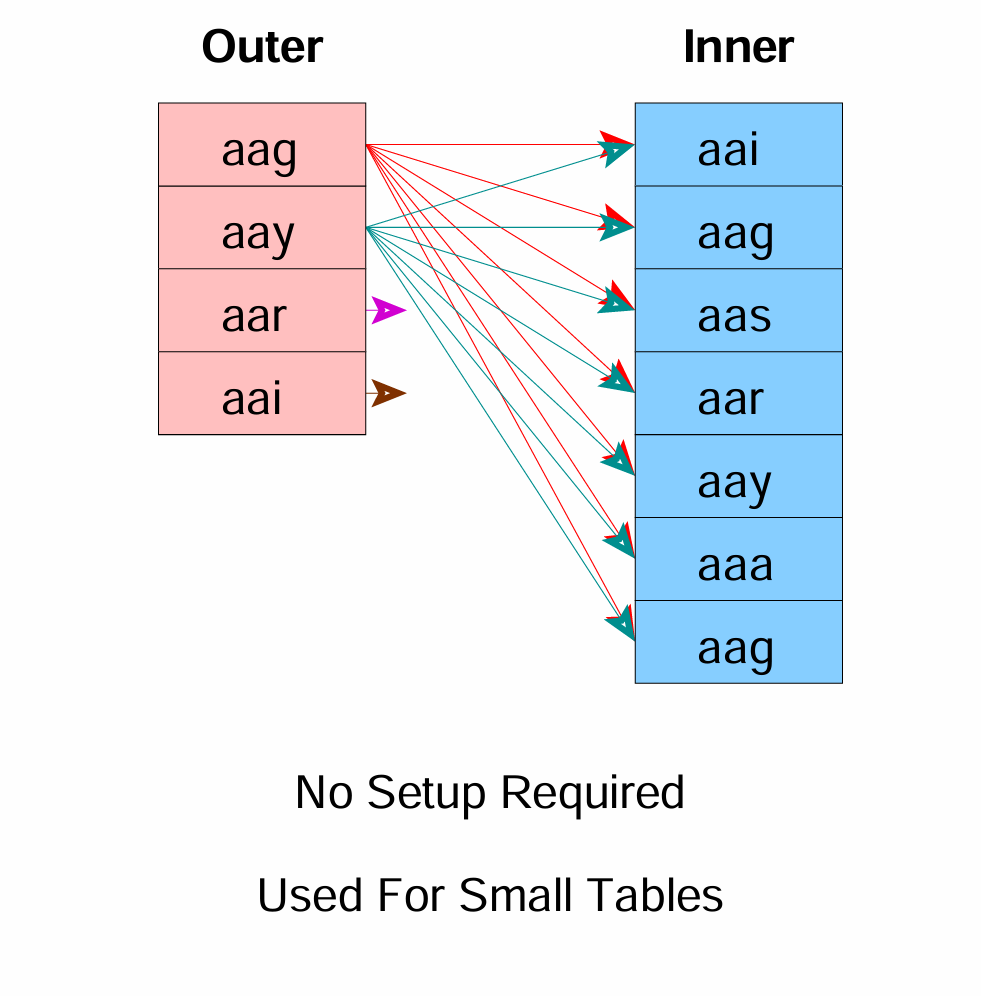 Outer Inner
aag aai
aay aag
aar aas
aai aar
aay
aaa
aag
No Setup Required
Used For Small Tables